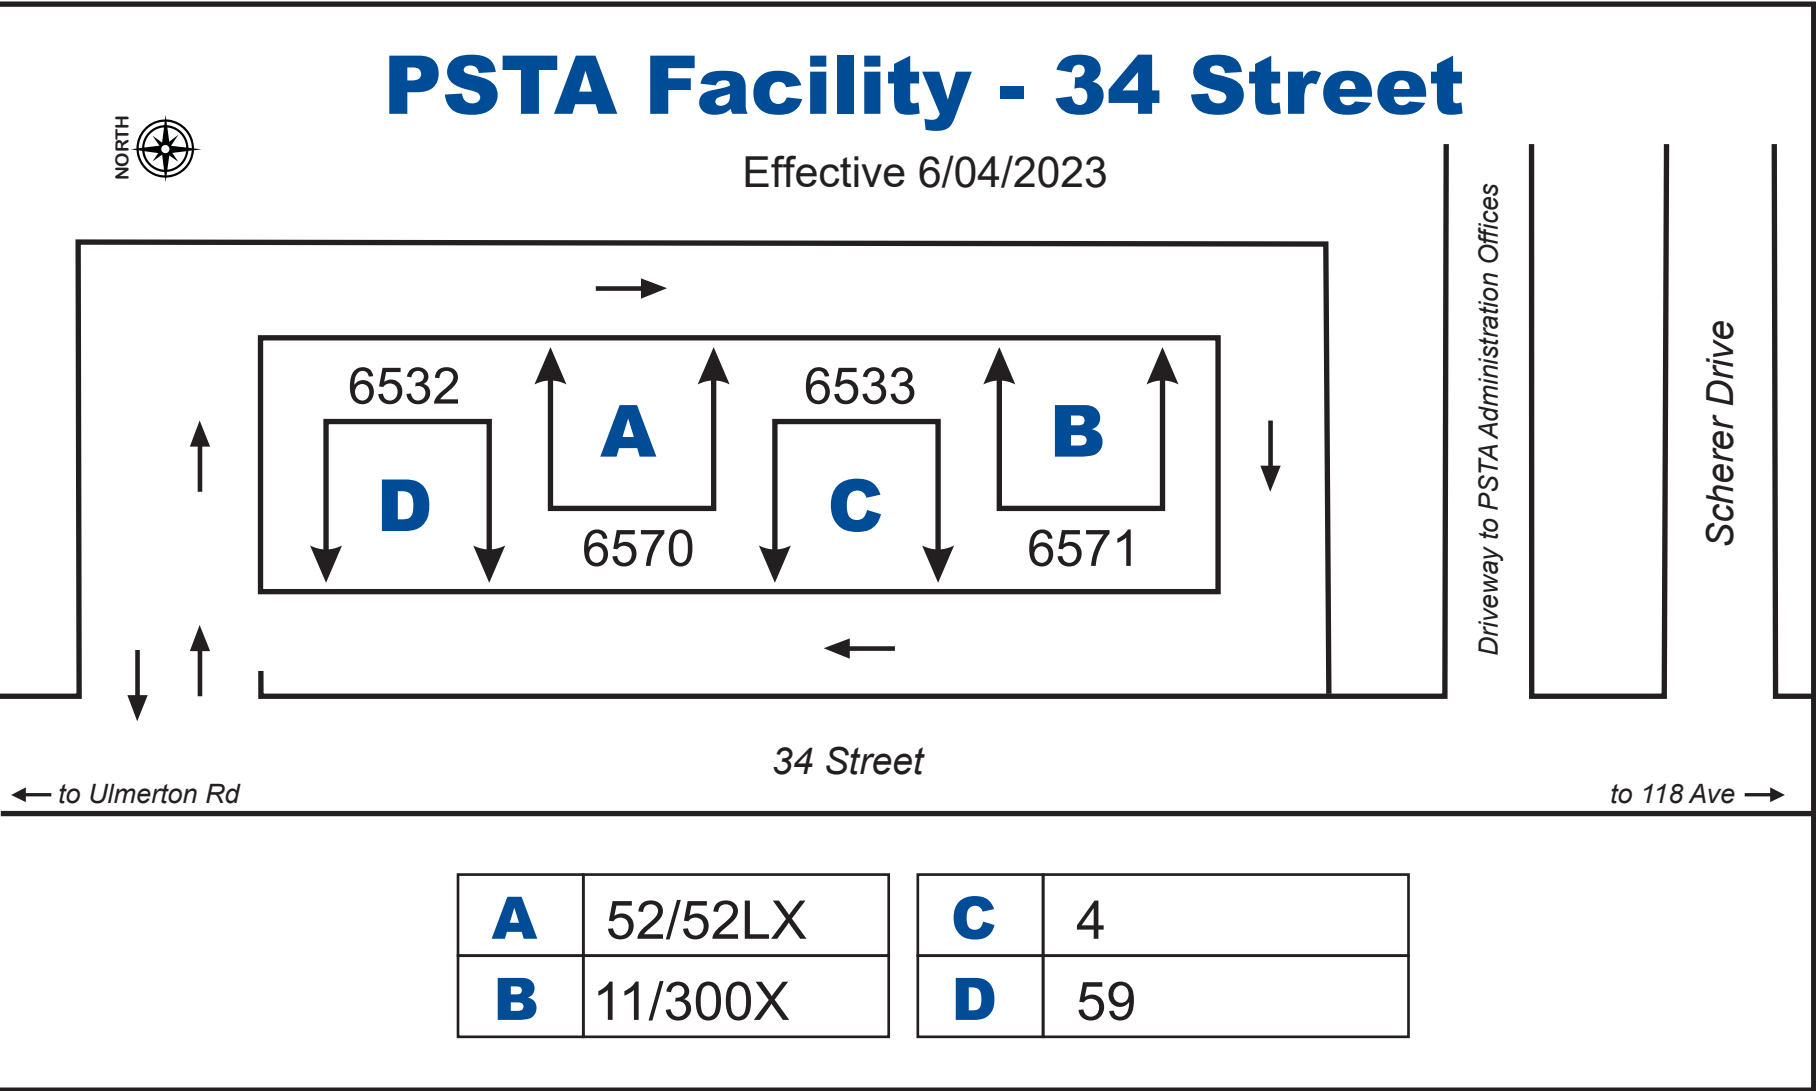 PSTA Facility - 34 Street
NORTH
Effective 6/04/2023
6532
A
6533
B
D
6570
C
6571
Driveway to PSTA Administration Offices
Scherer Drive
34 Street
to Ulmerton Rd
to 118 Ave
A 52/52LX
B 11/300X
C 4
D 59